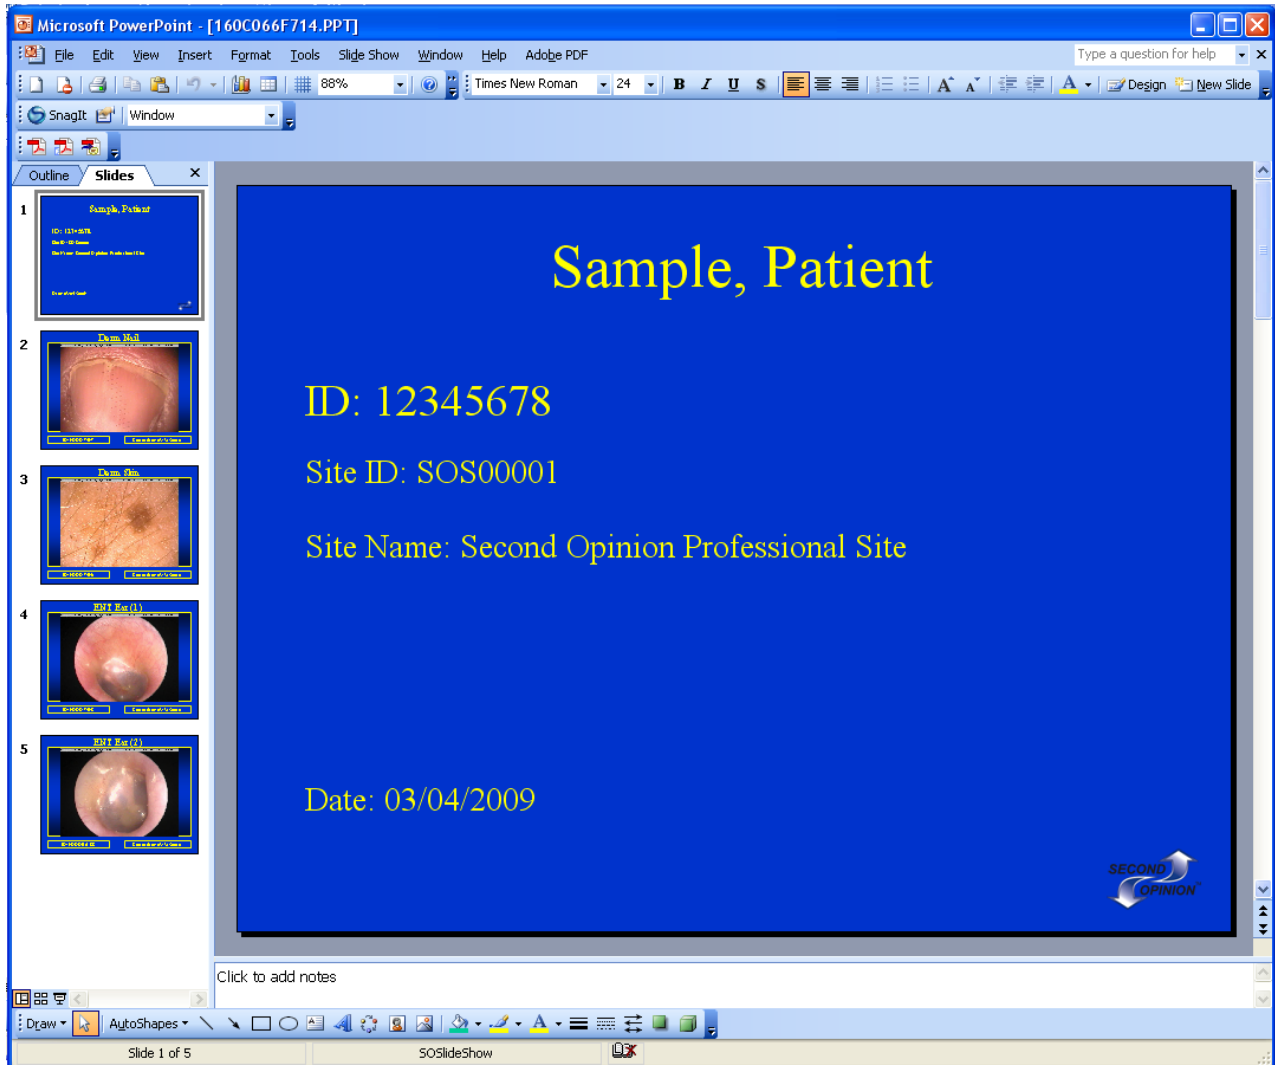 Microsoft PowerPoint - [160C066F714.PPT]
File Edit View Insert Format Tools Slide Show Window Help Adobe PDF
Type a question for help
88%
Times New Roman
24
B I U S
A A A
Design
New Slide
SnagIt
Window
Outline
Slides
1
Sample, Patient
ID: 12345678
2
Derm Nail
3
Derm Skin
4
ENT Ear (1)
5
ENT Ear (2)
Sample, Patient
ID: 12345678
Site ID: SOS00001
Site Name: Second Opinion Professional Site
Date: 03/04/2009
SECOND
OPINION
Click to add notes
Draw
AutoShapes
A
Slide 1 of 5
SOSlideShow